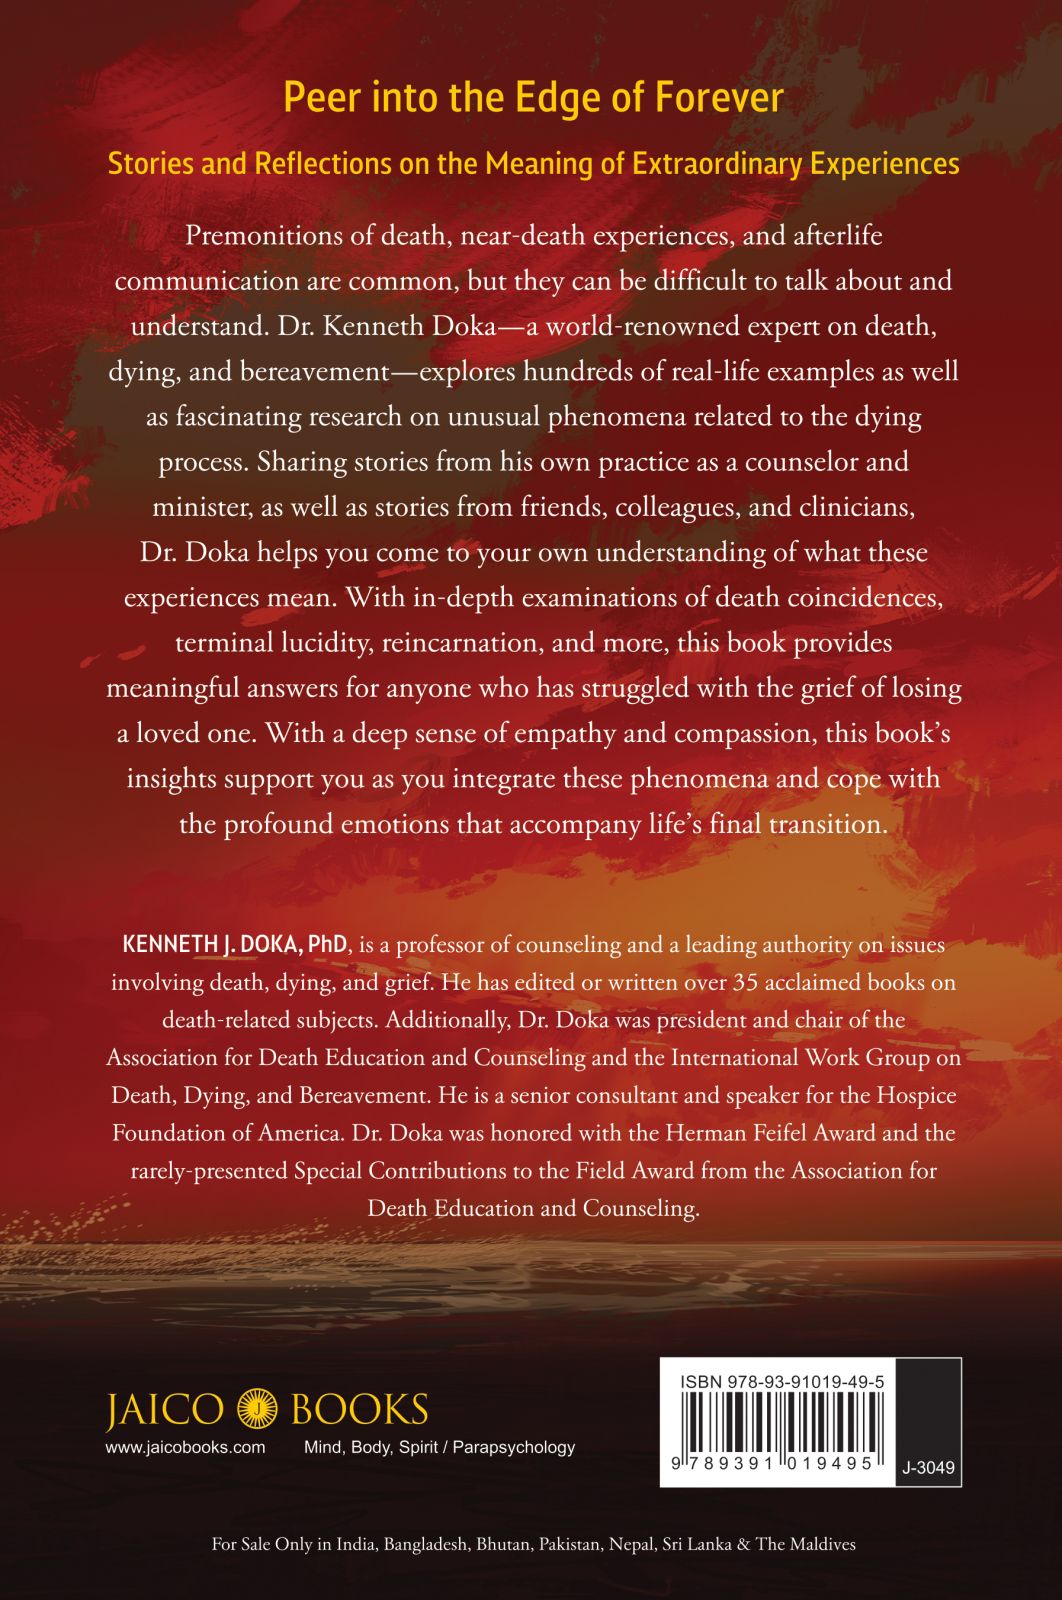 Peer into the Edge of Forever
Stories and Reflections on the Meaning of Extraordinary Experiences
Premonitions of death, near-death experiences, and afterlife
communication are common, but they can be difficult to talk about and
understand. Dr. Kenneth Doka—a world-renowned expert on death,
dying, and bereavement—explores hundreds of real-life examples as well
as fascinating research on unusual phenomena related to the dying
process. Sharing stories from his own practice as a counselor and
minister, as well as stories from friends, colleagues, and clinicians,
Dr. Doka helps you come to your own understanding of what these
experiences mean. With in-depth examinations of death coincidences,
terminal lucidity, reincarnation, and more, this book provides
meaningful answers for anyone who has struggled with the grief of losing
a loved one. With a deep sense of empathy and compassion, this book’s
insights support you as you integrate these phenomena and cope with
the profound emotions that accompany life’s final transition.
KENNETH J. DOKA, PhD, is a professor of counseling and a leading authority on issues
involving death, dying, and grief. He has edited or written over 35 acclaimed books on
death-related subjects. Additionally, Dr. Doka was president and chair of the
Association for Death Education and Counseling and the International Work Group on
Death, Dying, and Bereavement. He is a senior consultant and speaker for the Hospice
Foundation of America. Dr. Doka was honored with the Herman Feifel Award and the
rarely-presented Special Contributions to the Field Award from the Association for
Death Education and Counseling.
JAICO J BOOKS
www.jaicobooks.com Mind, Body, Spirit / Parapsychology
ISBN 978-93-91019-49-5
9 789391 019495
J-3049
For Sale Only in India, Bangladesh, Bhutan, Pakistan, Nepal, Sri Lanka & The Maldives